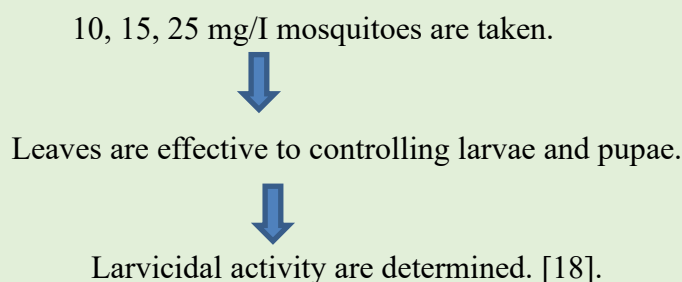 10, 15, 25 mg/I mosquitoes are taken.
Leaves are effective to controlling larvae and pupae.
Larvicidal activity are determined. [18].